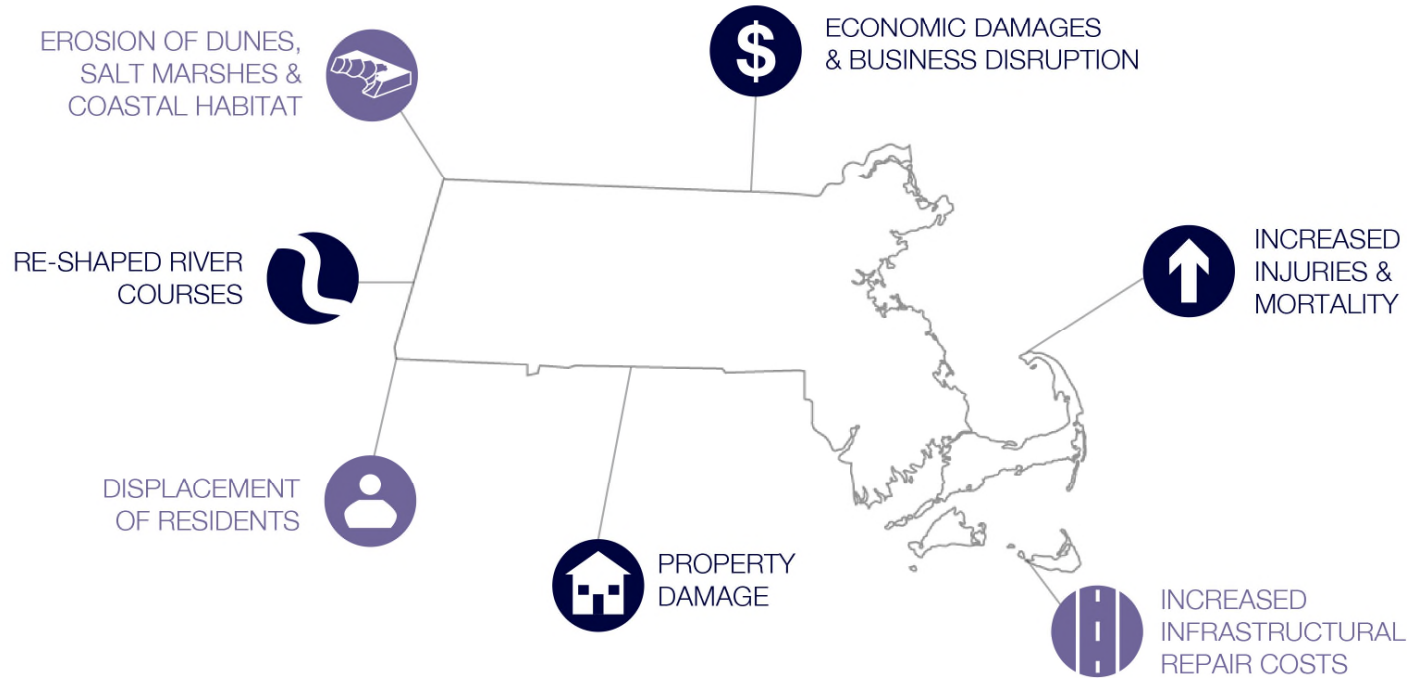 EROSION OF DUNES,
SALT MARSHES &
COASTAL HABITAT
$
ECONOMIC DAMAGES
& BUSINESS DISRUPTION
RE-SHAPED RIVER
COURSES
INCREASED
INJURIES &
MORTALITY
DISPLACEMENT
OF RESIDENTS
PROPERTY
DAMAGE
INCREASED
INFRASTRUCTURAL
REPAIR COSTS